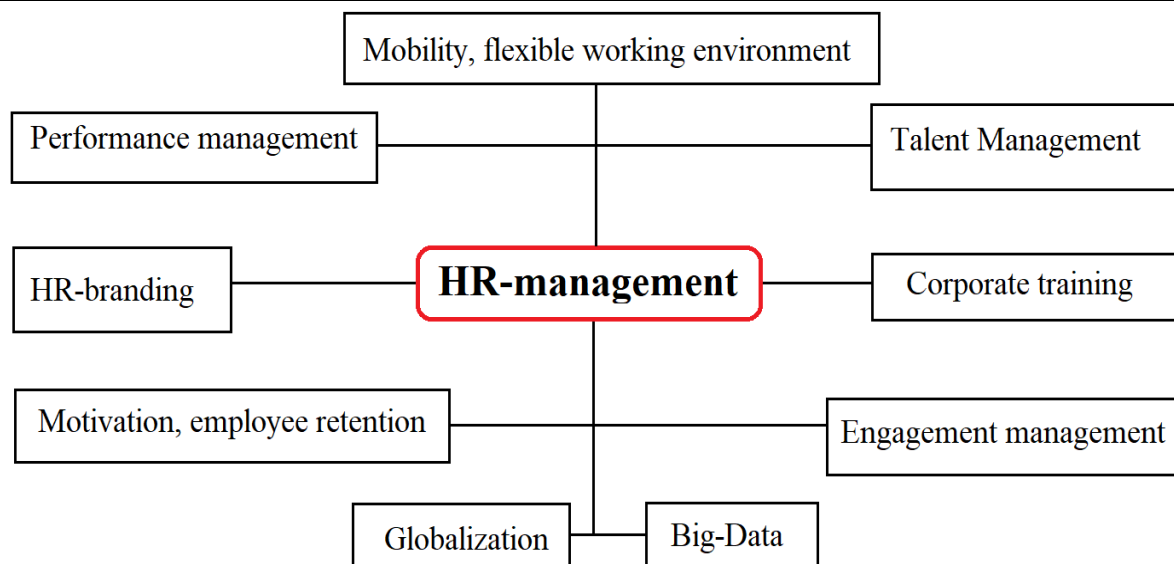 Mobility, flexible working environment
Performance management
Talent Management
HR-branding
HR-management
Corporate training
Motivation, employee retention
Engagement management
Globalization
Big-Data